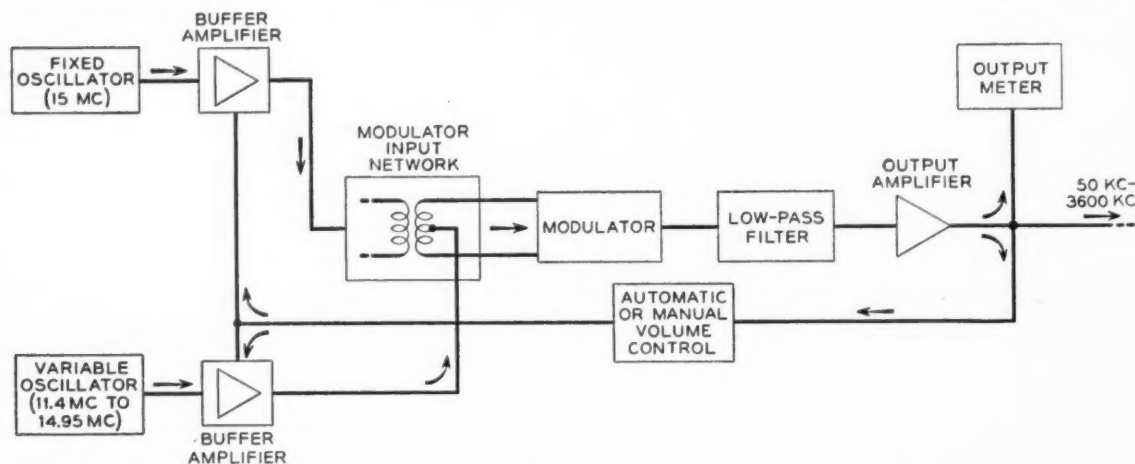 BUFFER
AMPLIFIER
FIXED
OSCILLATOR
(15 MC)
OUTPUT
METER
MODULATOR
INPUT
NETWORK
OUTPUT
AMPLIFIER
50 KC-
3600 KC
MODULATOR
LOW-PASS
FILTER
AUTOMATIC
OR MANUAL
VOLUME
CONTROL
VARIABLE
OSCILLATOR
(11.4 MC TO
14.95 MC)
BUFFER
AMPLIFIER